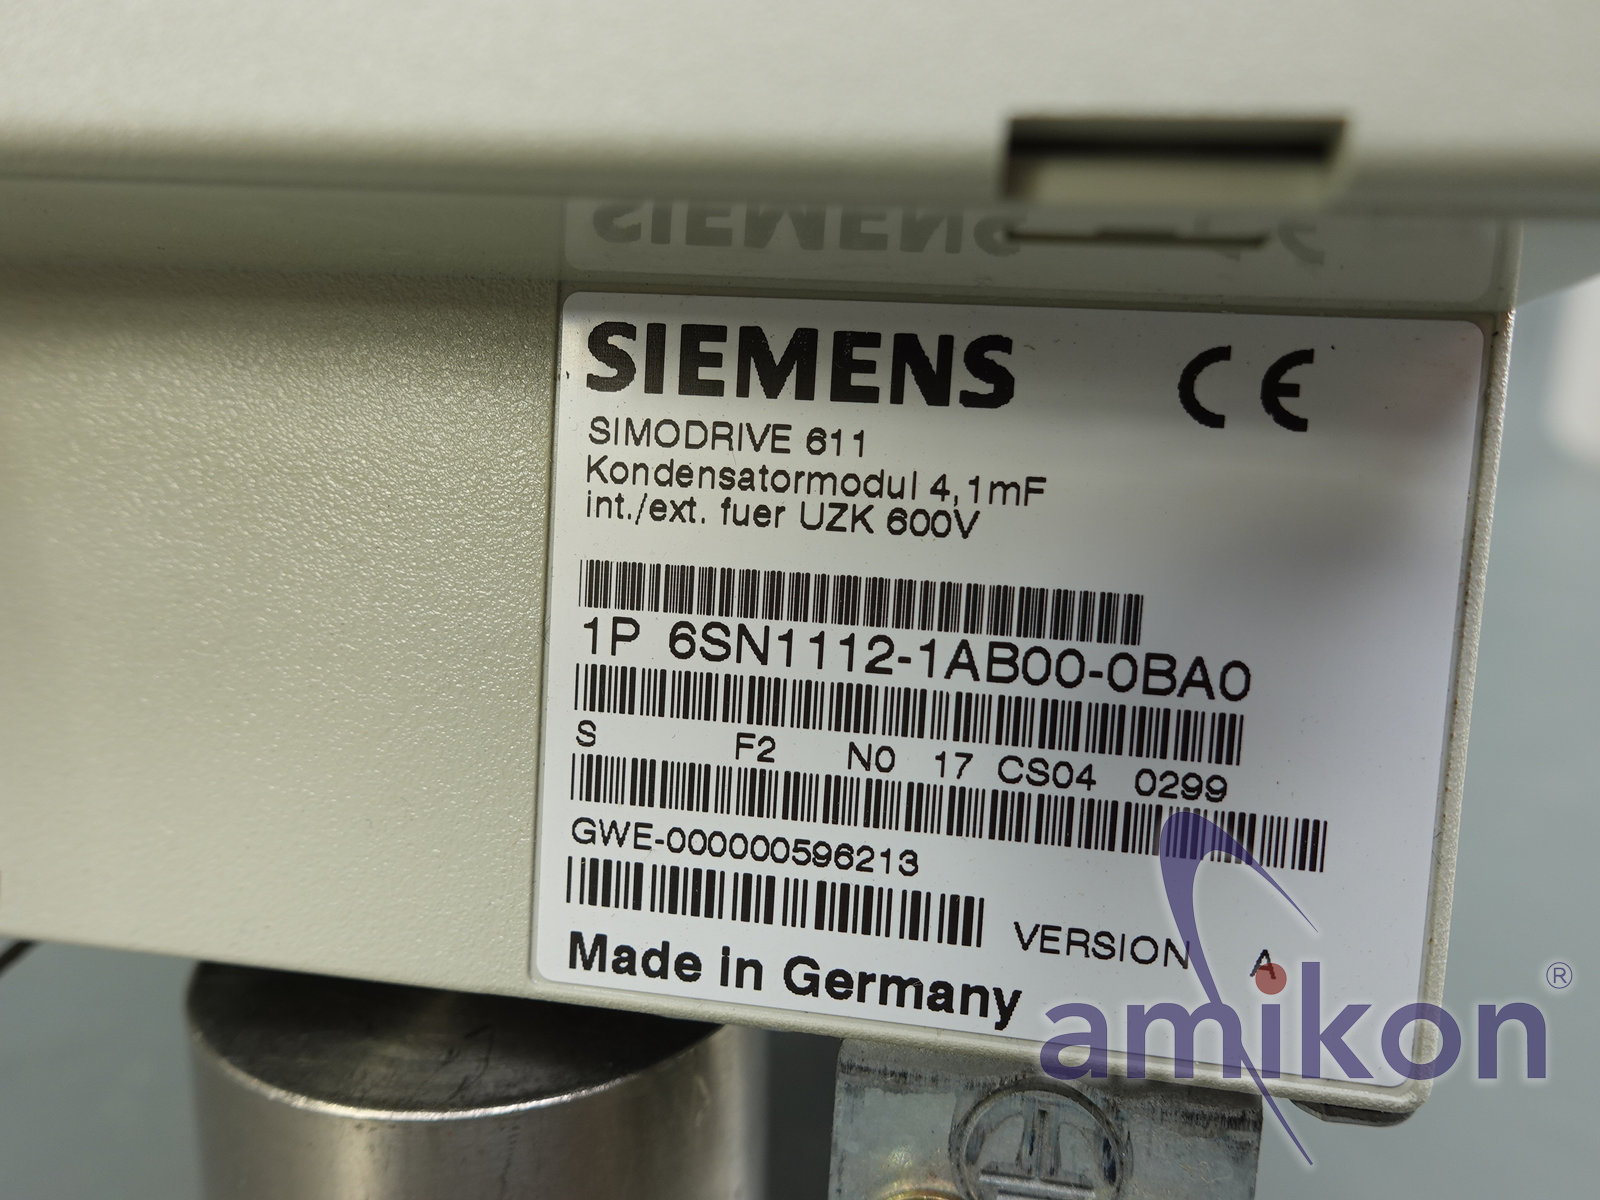 SIEMENS
CE
SIMODRIVE 611
Kondensatormodul 4,1mF
int./ext. fuer UZK 600V
1P 6SN1112-1AB00-0BA0
S F2 N0 17 CS04 0299
GWE-000000596213
VERSION A
Made in Germany
amikon®